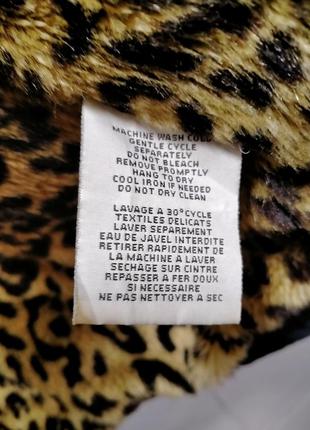 MACHINE WASH COLD
GENTLE CYCLE
SEPARATELY
DO NOT BLEACH
REMOVE PROMPTLY
HANG TO DRY
COOL IRON IF NEEDED
DO NOT DRY CLEAN
LAVAGE A 30° CYCLE
TEXTILES DELICATS
LAVER SEPAREMENT
EAU DE JAVEL INTERDITE
RETIRER RAPIDEMENT DE
LA MACHINE A LAVER
SECHAGE SUR CINTRE
REPASSER A FER DOUX
SI NECESSAIRE
NE PAS NETTOYER A SEC